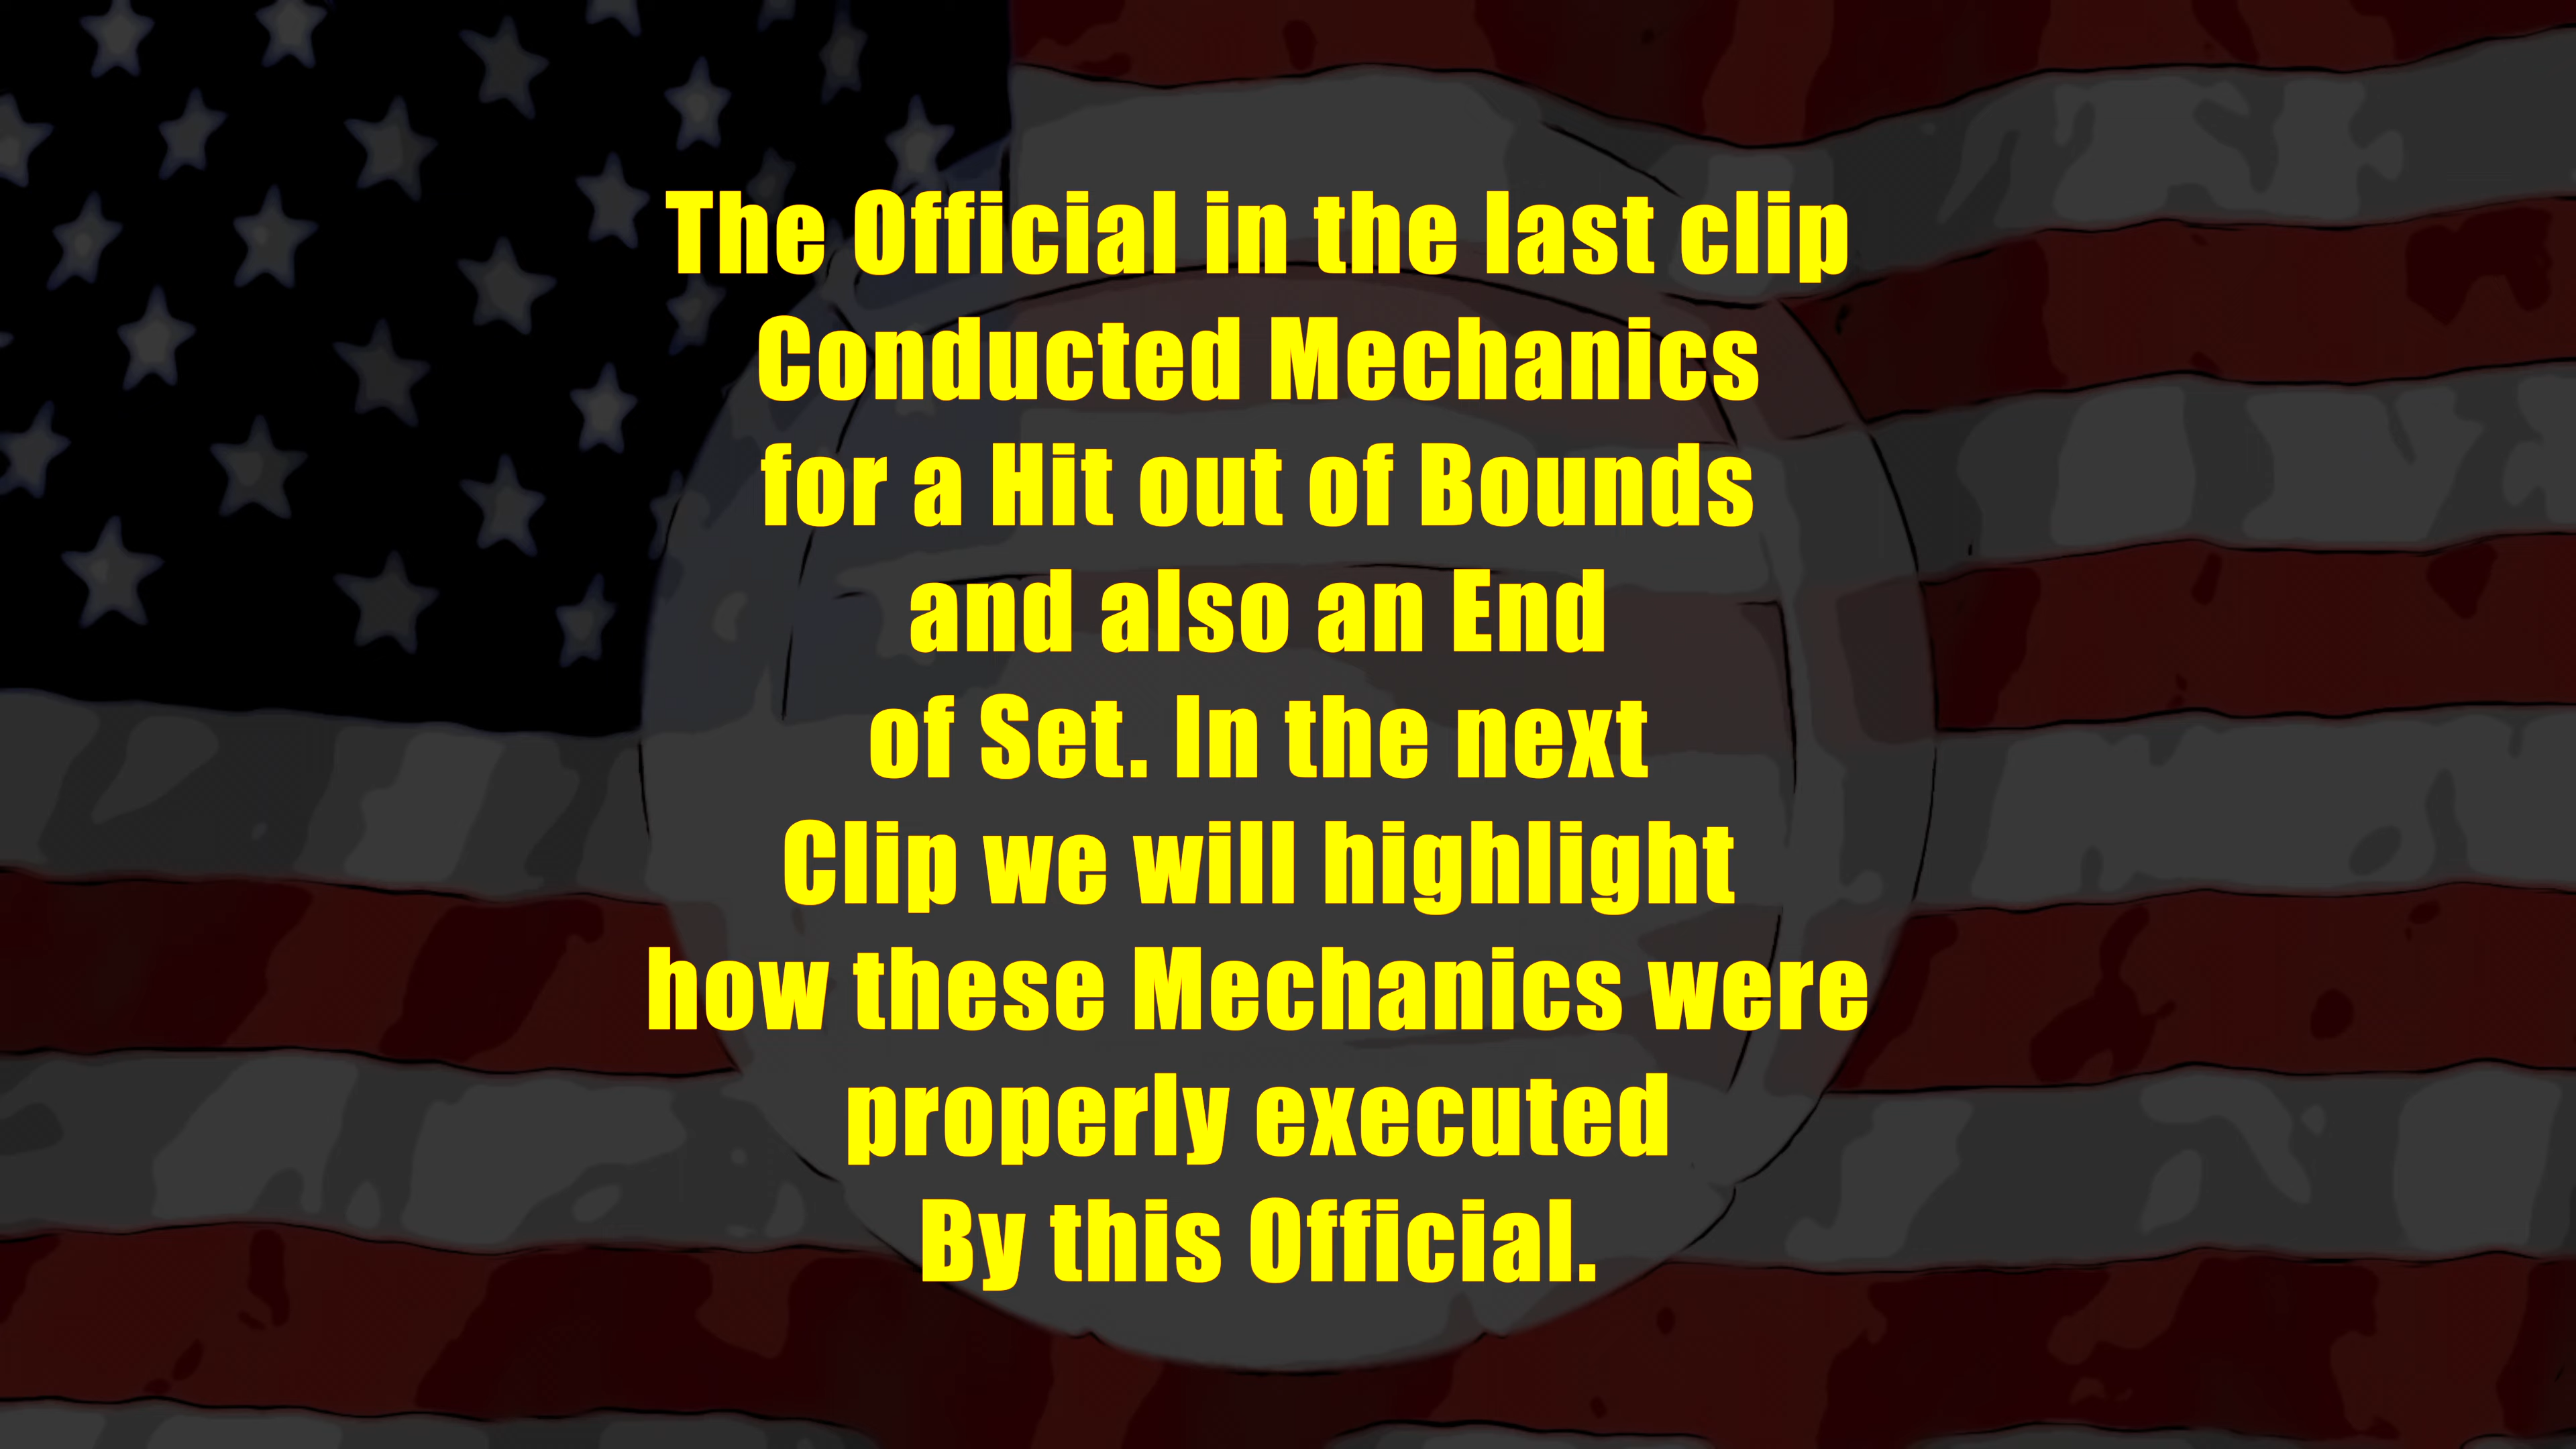 The Official in the last clip
Conducted Mechanics
for a Hit out of Bounds
and also an End
of Set. In the next
Clip we will highlight
how these Mechanics were
properly executed
By this Official.